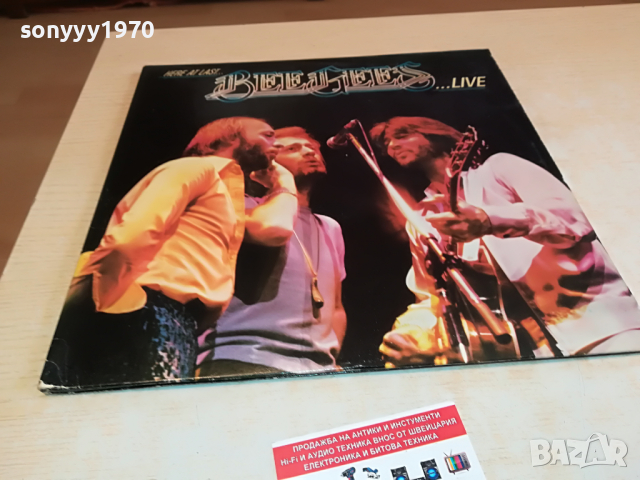 sonyyy1970
HERE AT LAST...
BEE GEES
...LIVE
ПРОДАЖБА НА АНТИКИ И ИНСТУМЕНТИ
Hi-Fi И АУДИО ТЕХНИКА ВНОС ОТ ШВЕЙЦАРИЯ
ЕЛЕКТРОНИКА И БИТОВА ТЕХНИКА
BAZAR